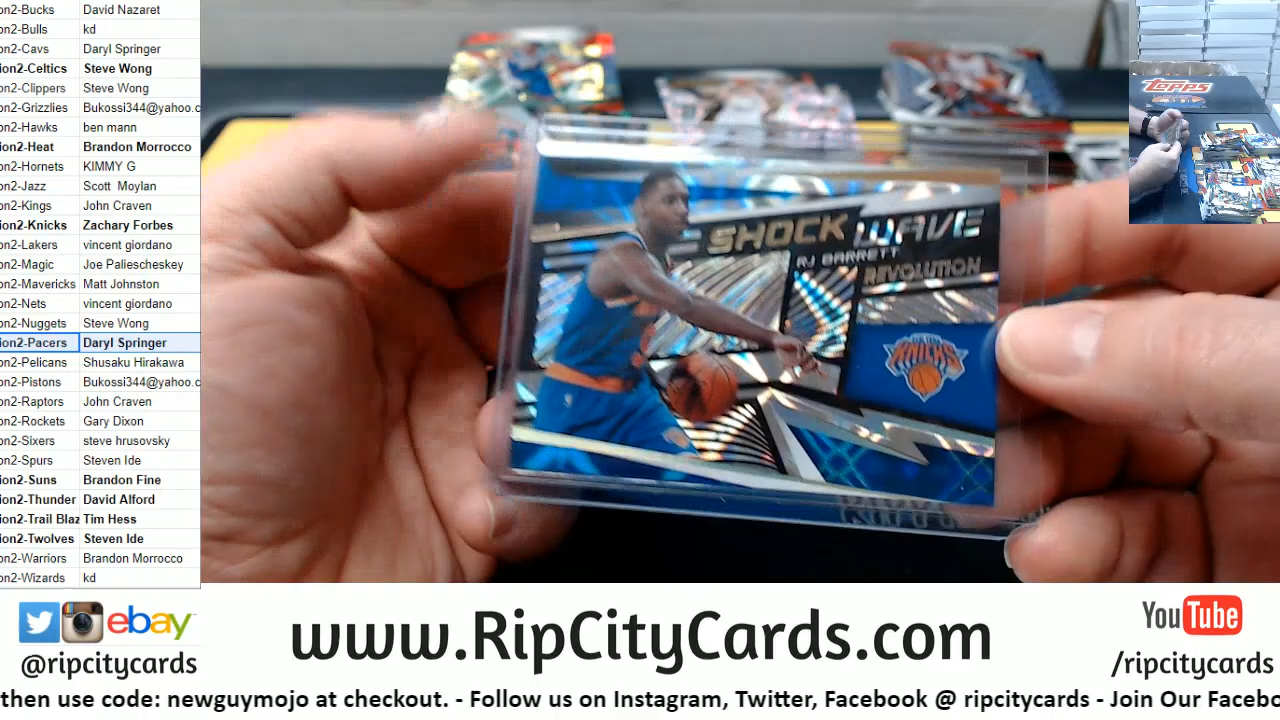 on2-Bucks David Nazaret
on2-Bulls kd
on2-Cavs Daryl Springer
ion2-Celtics Steve Wong
on2-Clippers Steve Wong
on2-Grizzlies Bukossi344@yahoo.c
on2-Hawks ben mann
ion2-Heat Brandon Morrocco
on2-Hornets KIMMY G
on2-Jazz Scott Moylan
on2-Kings John Craven
ion2-Knicks Zachary Forbes
on2-Lakers vincent giordano
on2-Magic Joe Paliescheskey
on2-Mavericks Matt Johnston
on2-Nets vincent giordano
on2-Nuggets Steve Wong
ion2-Pacers Daryl Springer
on2-Pelicans Shusaku Hirakawa
on2-Pistons Bukossi344@yahoo.c
on2-Raptors John Craven
on2-Rockets Gary Dixon
on2-Sixers steve hrusovsky
on2-Spurs Steven Ide
ion2-Suns Brandon Fine
ion2-Thunder David Alford
ion2-Trail Blaz Tim Hess
ion2-Twolves Steven Ide
on2-Warriors Brandon Morrocco
on2-Wizards kd
SHOCK WAVE
RJ BARRETT
REVOLUTION
KNICKS
Topps
ebay
@ripcitycards
www.RipCityCards.com
YouTube
/ripcitycards
then use code: newguymojo at checkout. - Follow us on Instagram, Twitter, Facebook @ ripcitycards - Join Our Facebo